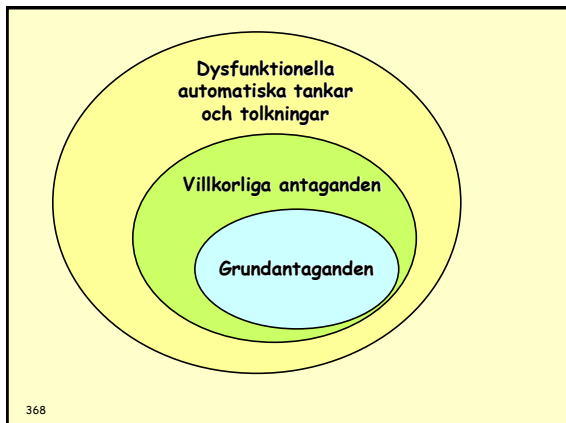 Dysfunktionella
automatiska tankar
och tolkningar
Villkorliga antaganden
Grundantaganden
368